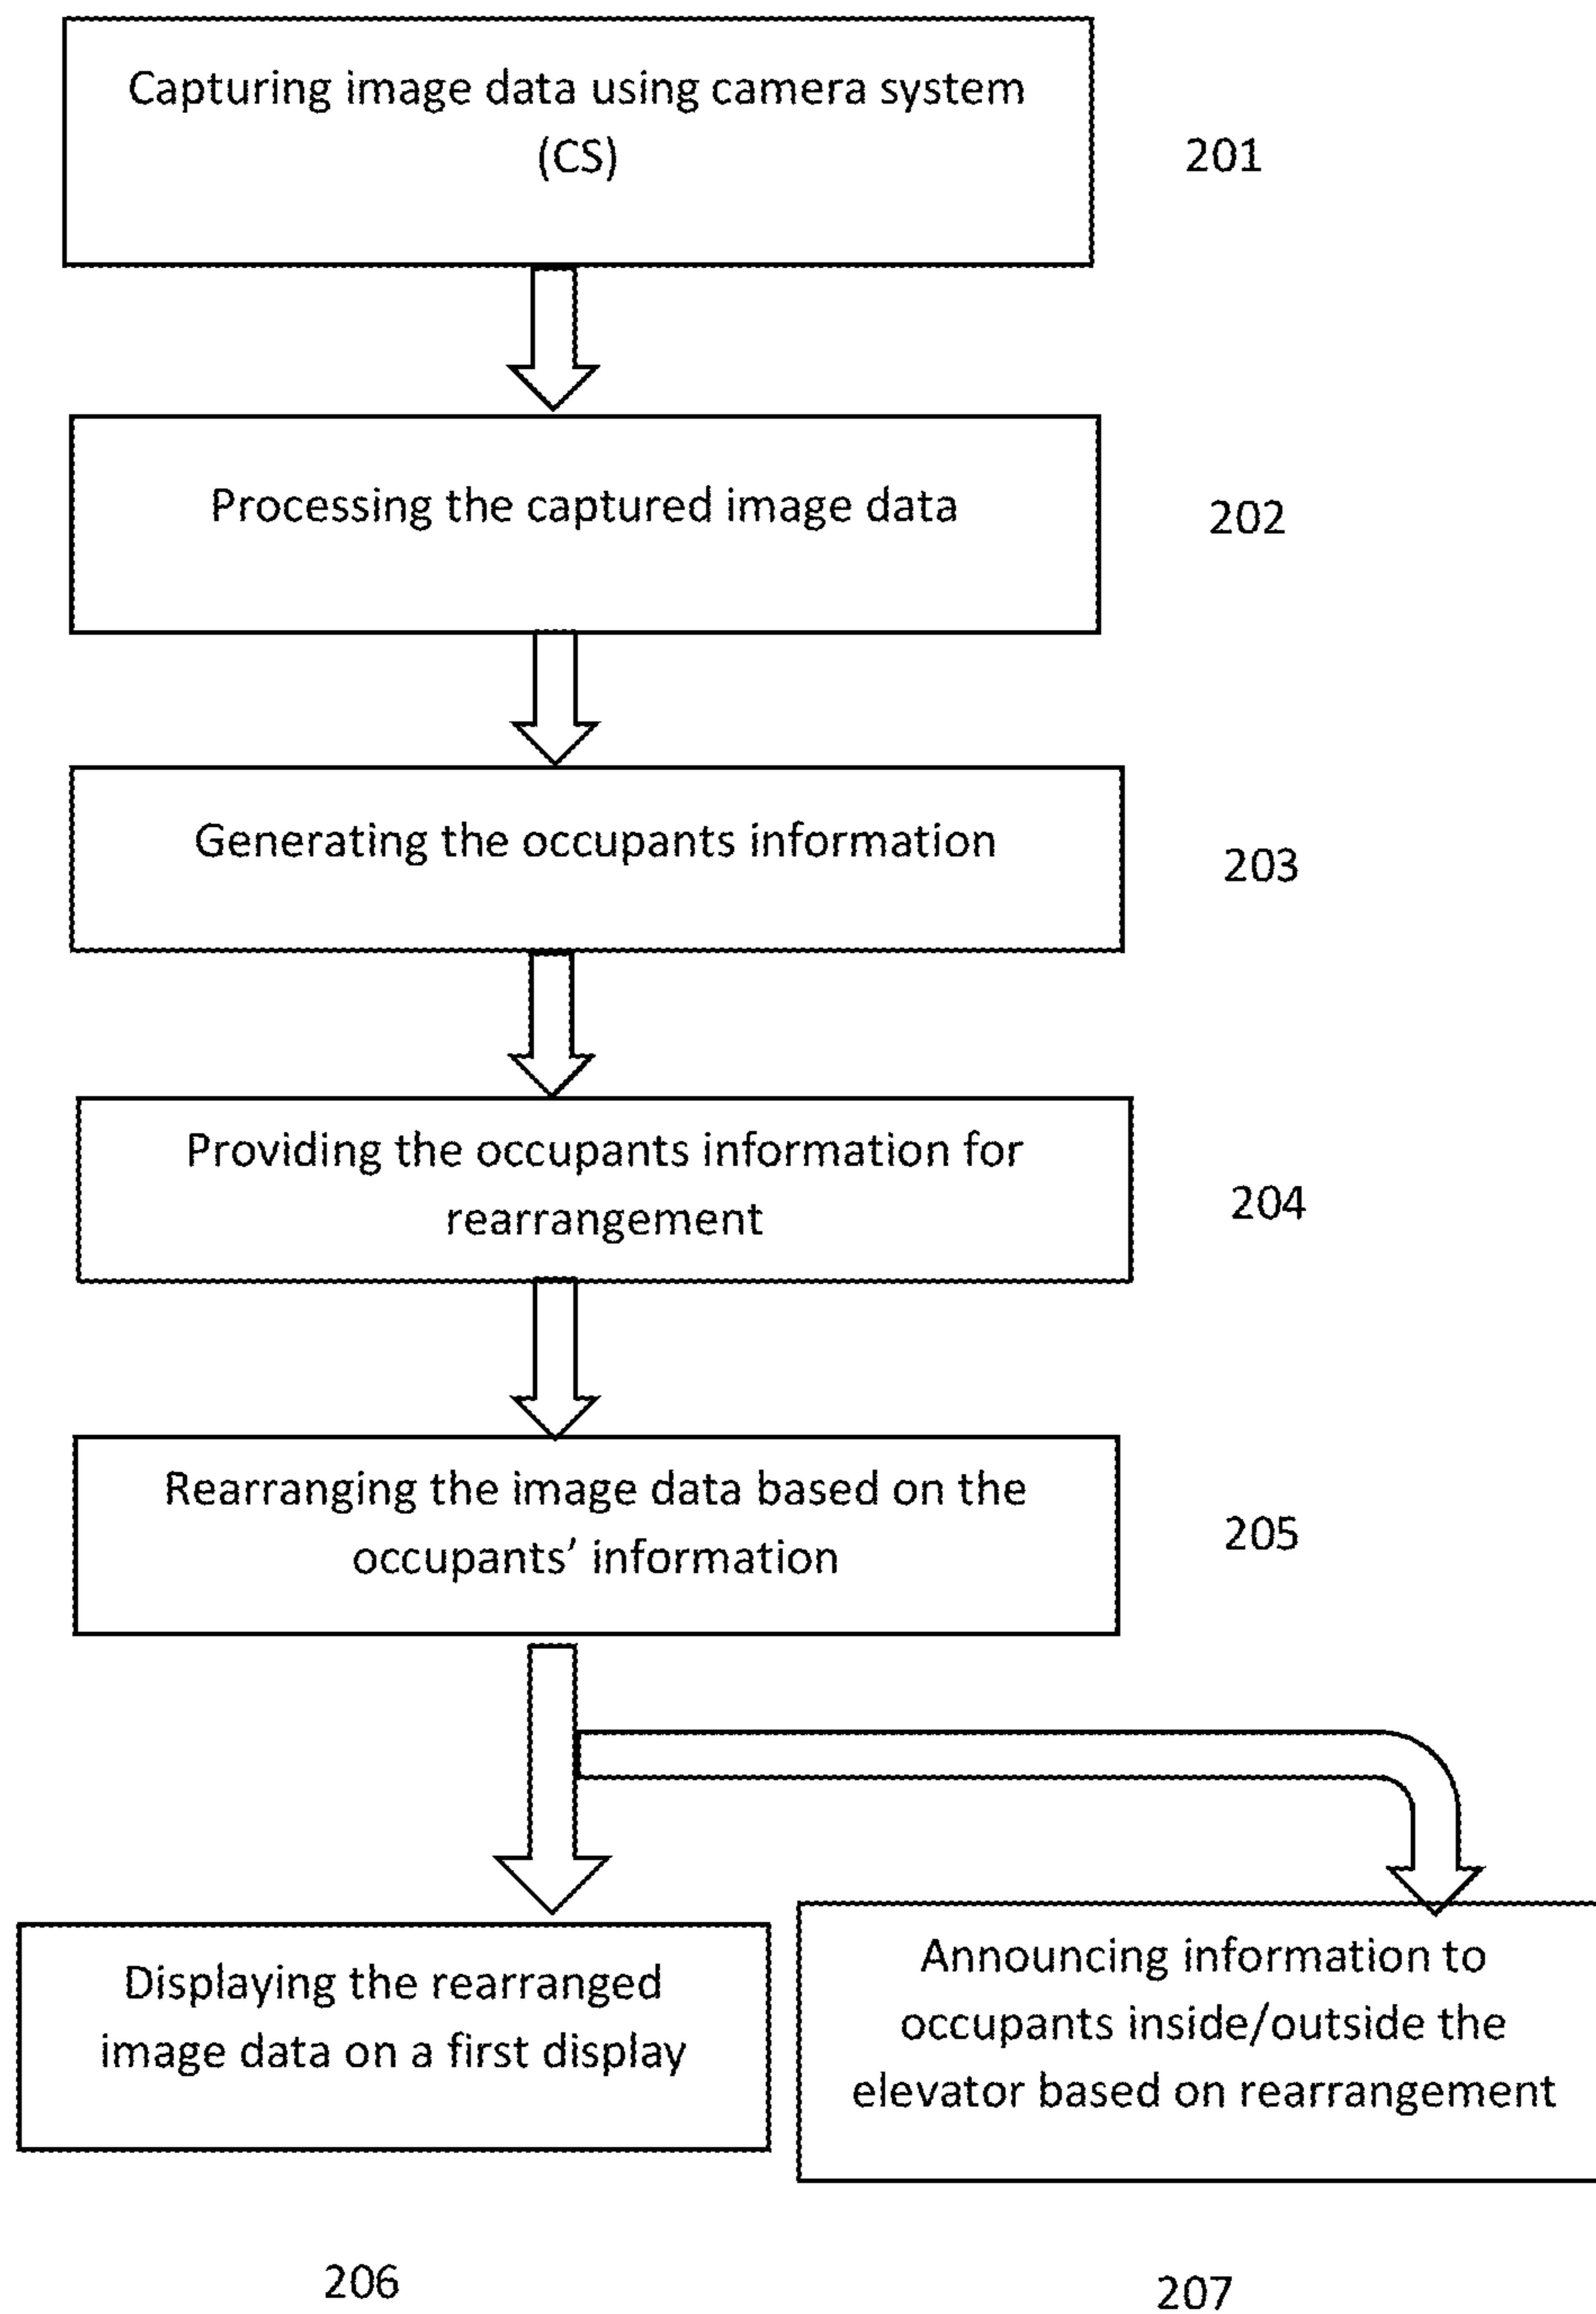 Capturing image data using camera system
(CS)
201
Processing the captured image data
202
Generating the occupants information
203
Providing the occupants information for
rearrangement
204
Rearranging the image data based on the
occupants’ information
205
Displaying the rearranged
image data on a first display
Announcing information to
occupants inside/outside the
elevator based on rearrangement
206
207